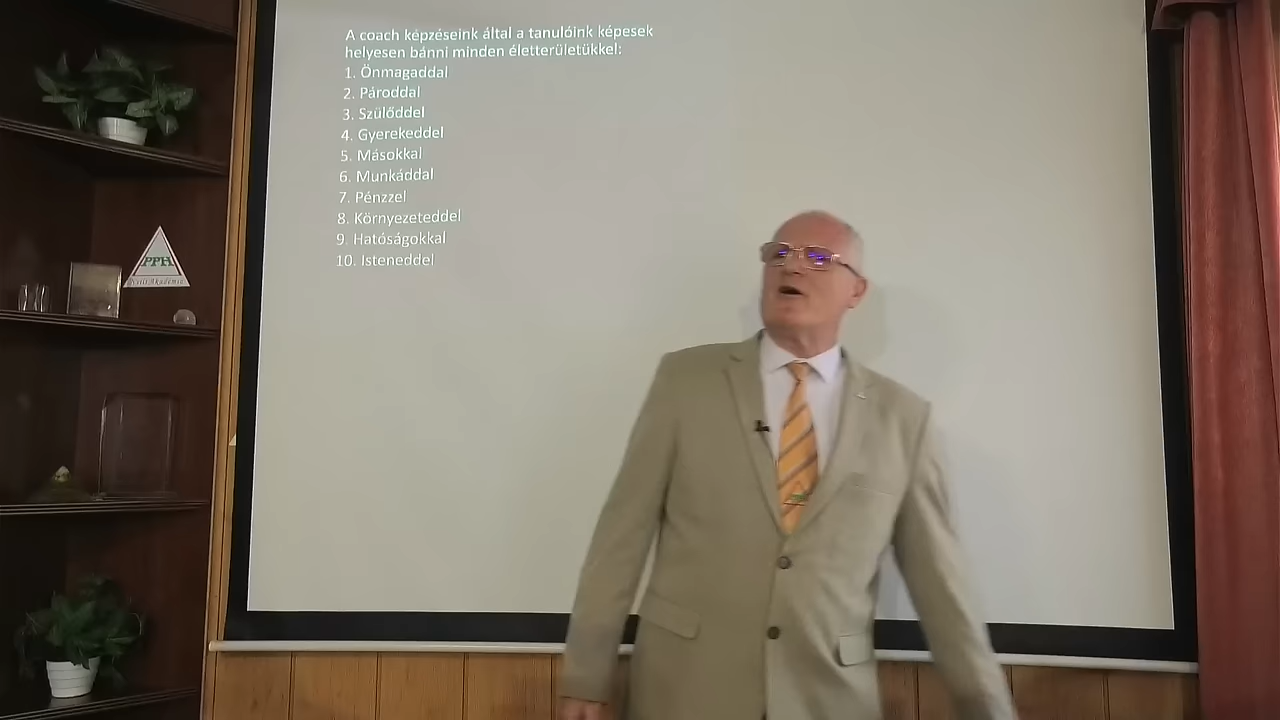 A coach képzéseink által a tanulóink képesek
helyesen bánni minden életterületükkel:
1. Önmagaddal
2. Pároddal
3. Szülőddel
4. Gyerekeddel
5. Másokkal
6. Munkáddal
7. Pénzzel
8. Környezeteddel
9. Hatóságokkal
10. Isteneddel
PPH